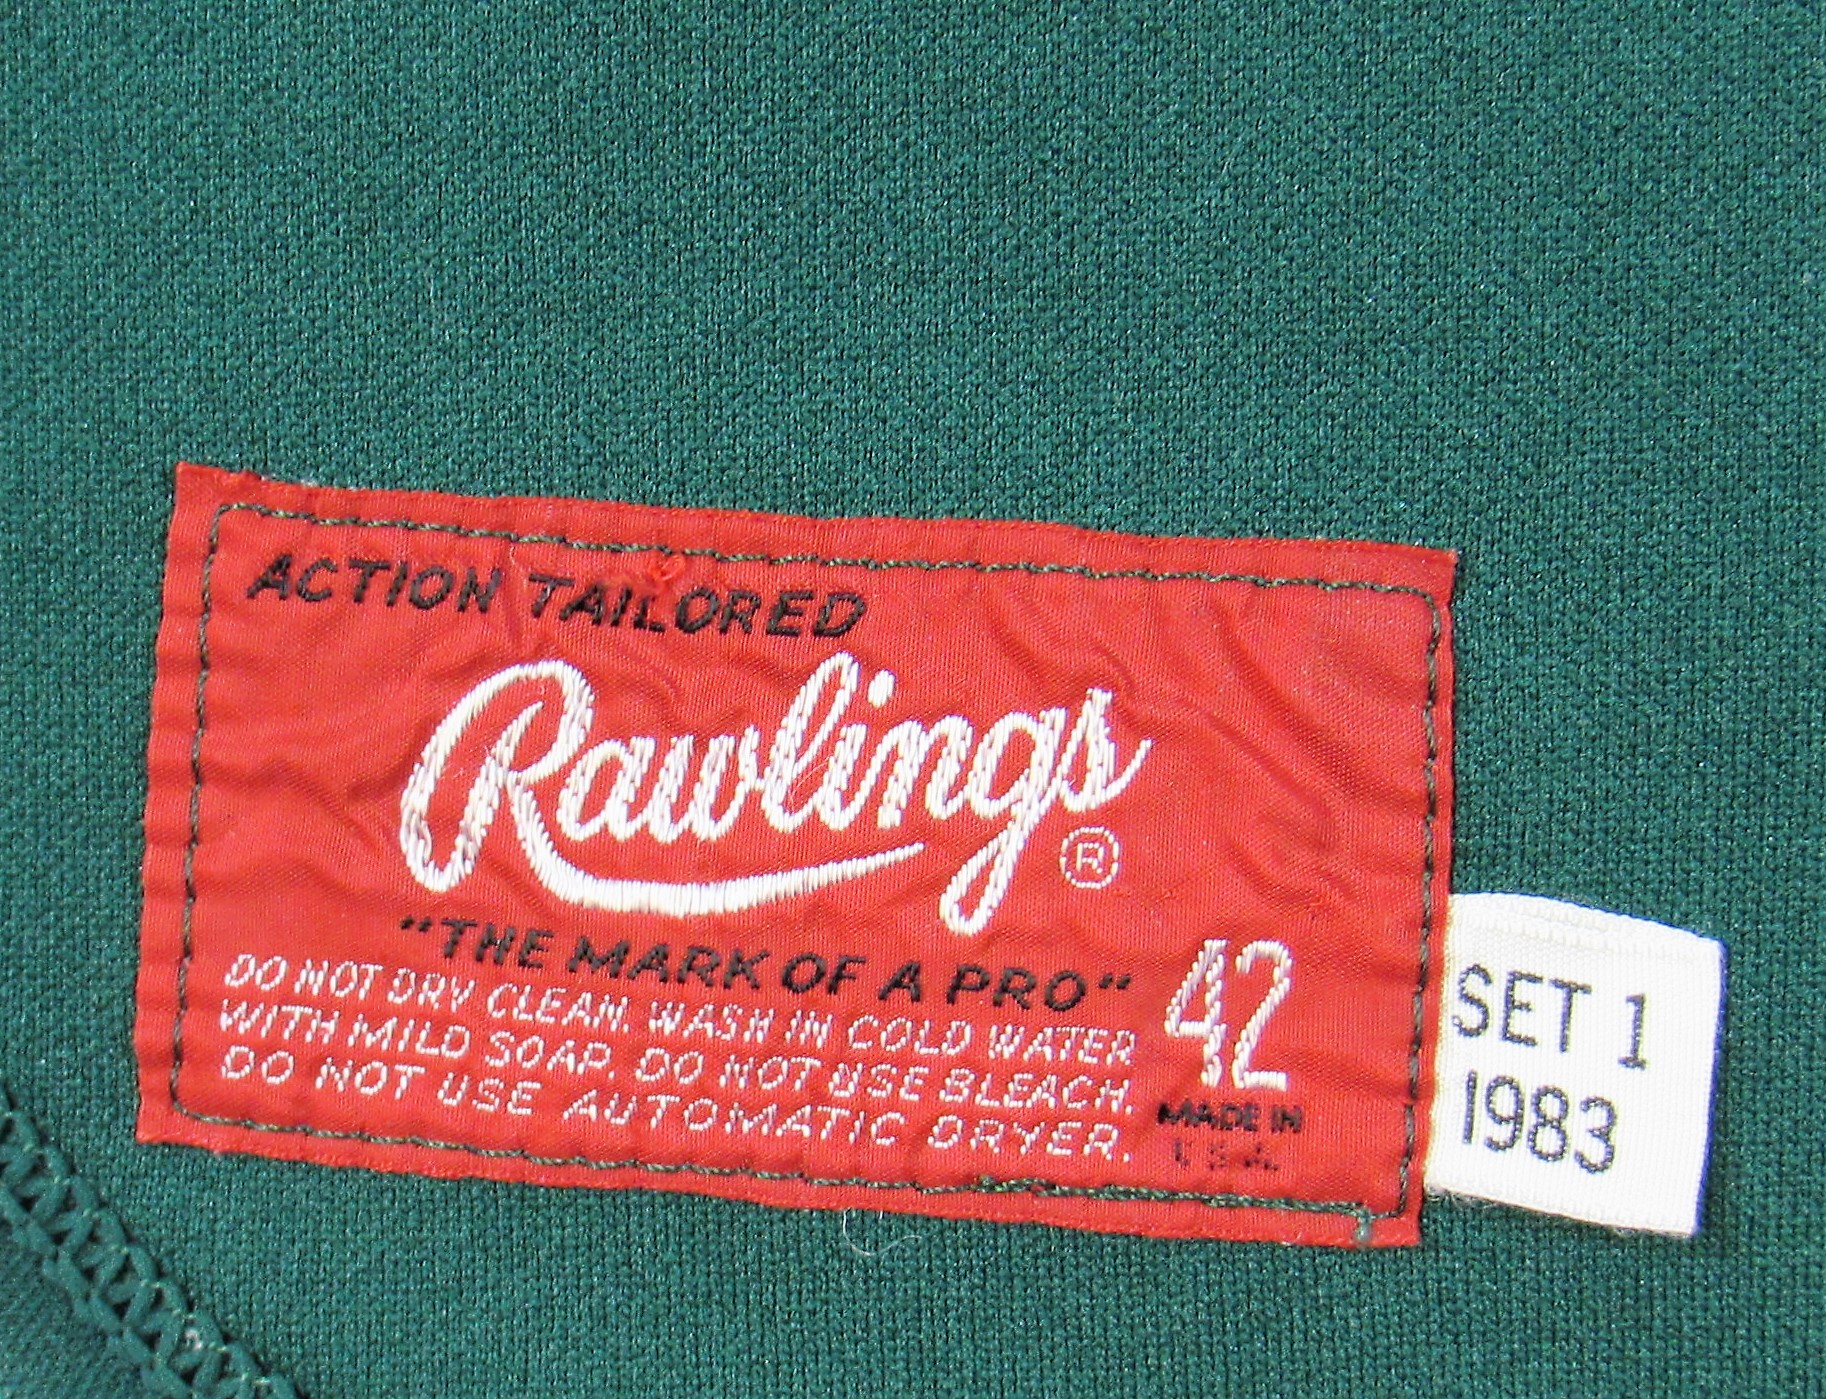 ACTION TAILORED
Rawlings
®
"THE MARK OF A PRO"
DO NOT DRY CLEAN. WASH IN COLD WATER
WITH MILD SOAP. DO NOT USE BLEACH.
DO NOT USE AUTOMATIC DRYER.
42
MADE IN
U.S.A.
SET 1
1983